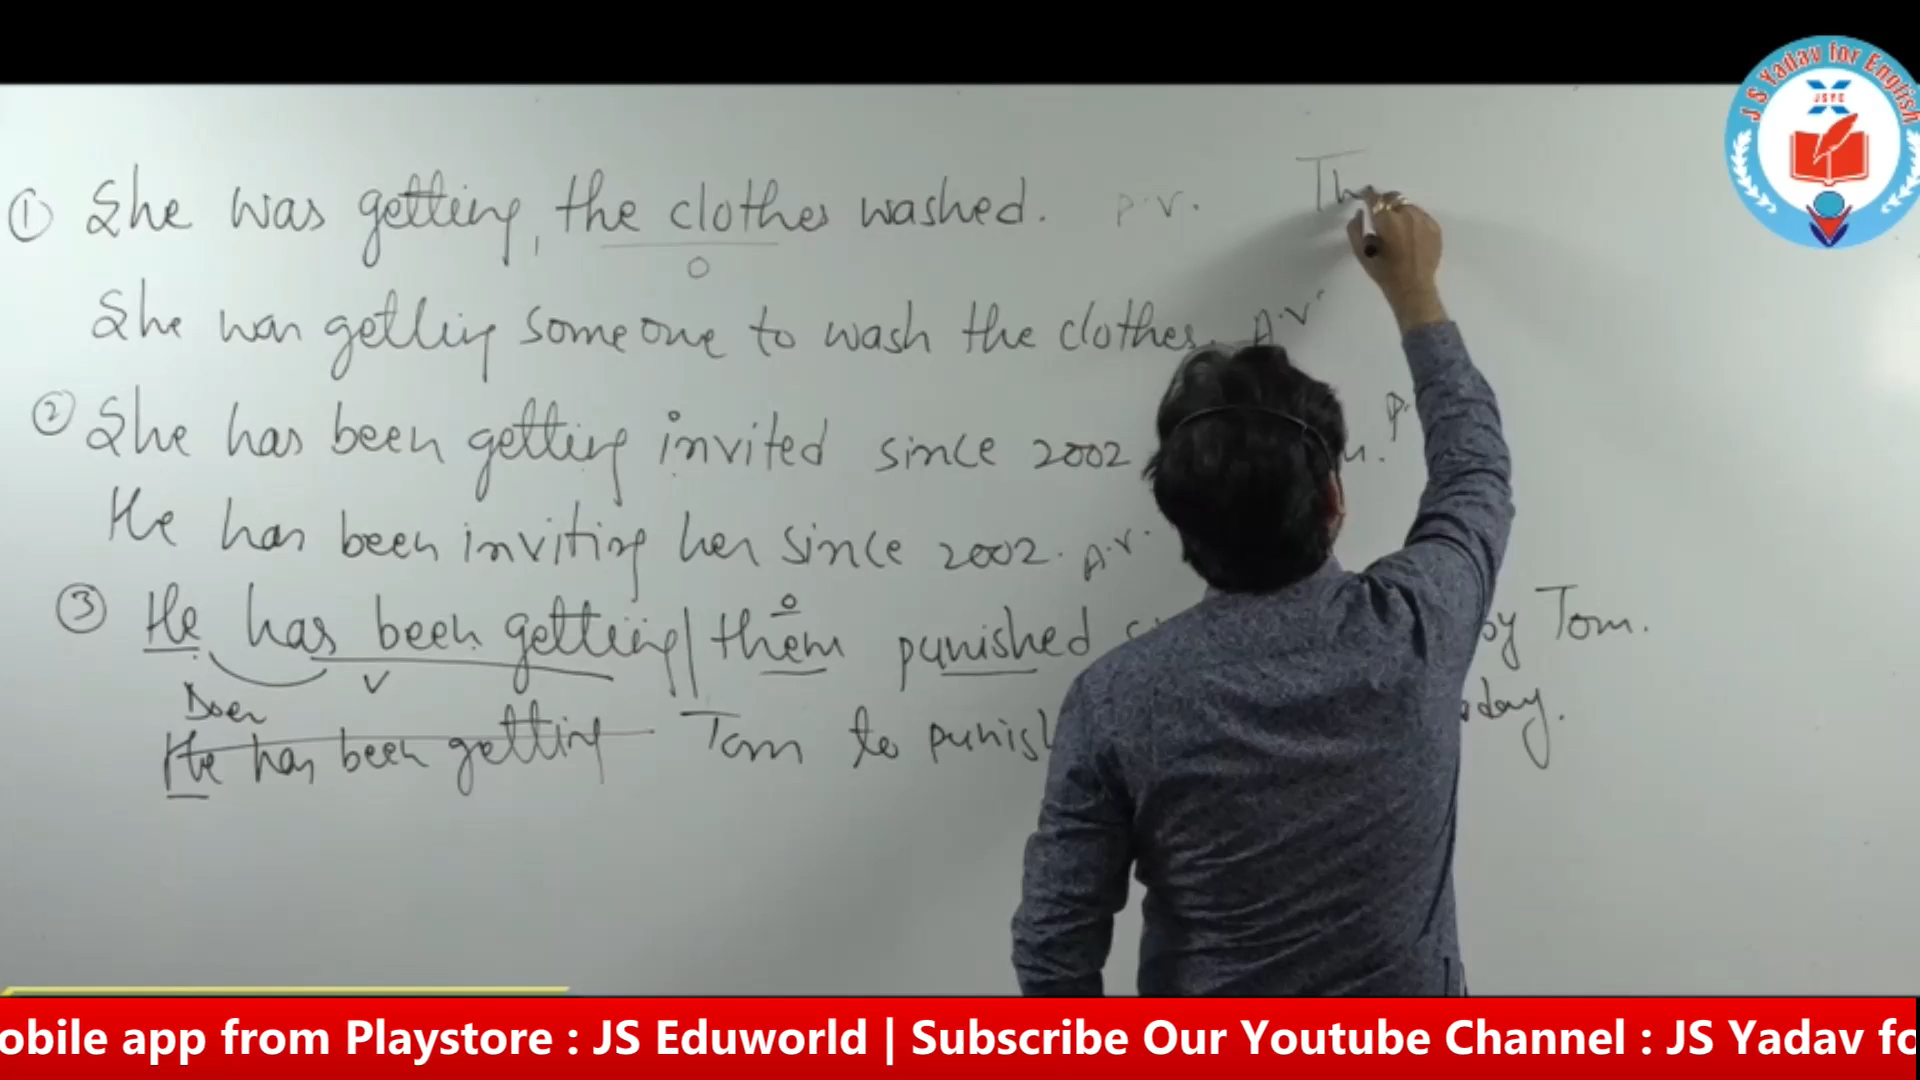 ① She was getting, the clothes washed. P.V. Th
O
She was getting someone to wash the clothes. A.V.
② She has been getting invited since 2002
He has been inviting her since 2002. A.V.
③ He has been getting / them punished by Tom.
O
V
Doer
He has been getting Tom to punish
J S Yadav for English
JSYE
obile app from Playstore : JS Eduworld | Subscribe Our Youtube Channel : JS Yadav fo